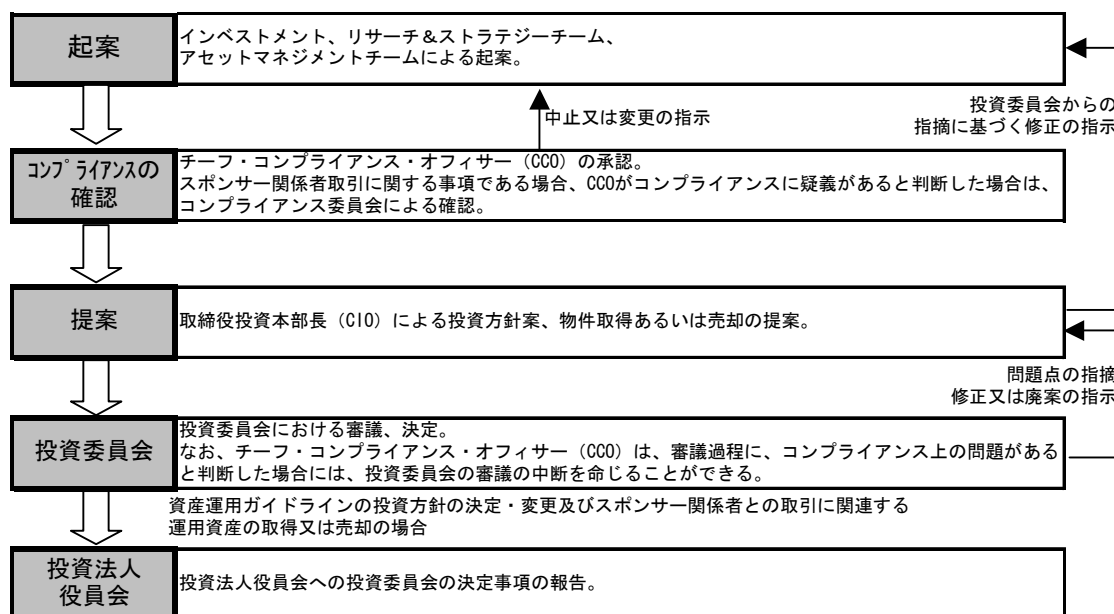 起案
インベストメント、リサーチ＆ストラテジーチーム、
アセットマネジメントチームによる起案。
中止又は変更の指示
投資委員会からの
指摘に基づく修正の指示
ｺﾝﾌﾟﾗｲｱﾝｽの
確認
チーフ・コンプライアンス・オフィサー（CCO）の承認。
スポンサー関係者取引に関する事項である場合、CCOがコンプライアンスに疑義があると判断した場合は、
コンプライアンス委員会による確認。
提案
取締役投資本部長（CIO）による投資方針案、物件取得あるいは売却の提案。
問題点の指摘
修正又は廃案の指示
投資委員会
投資委員会における審議、決定。
なお、チーフ・コンプライアンス・オフィサー（CCO）は、審議過程に、コンプライアンス上の問題がある
と判断した場合には、投資委員会の審議の中断を命じることができる。
資産運用ガイドラインの投資方針の決定・変更及びスポンサー関係者との取引に関連する
運用資産の取得又は売却の場合
投資法人
役員会
投資法人役員会への投資委員会の決定事項の報告。